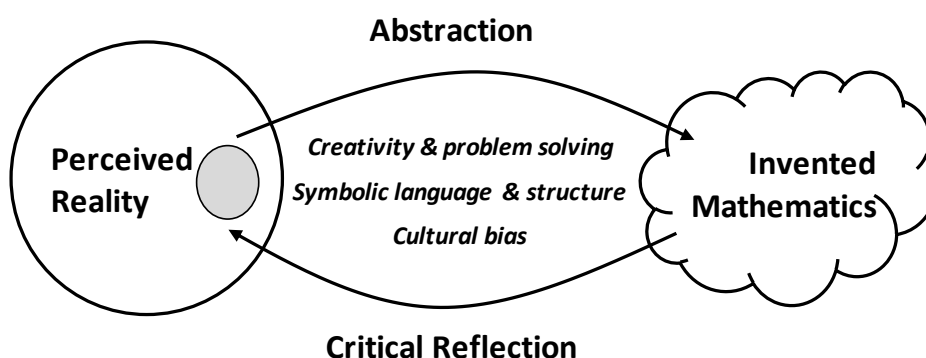 Abstraction
Perceived
Reality
Creativity & problem solving
Symbolic language & structure
Cultural bias
Invented
Mathematics
Critical Reflection